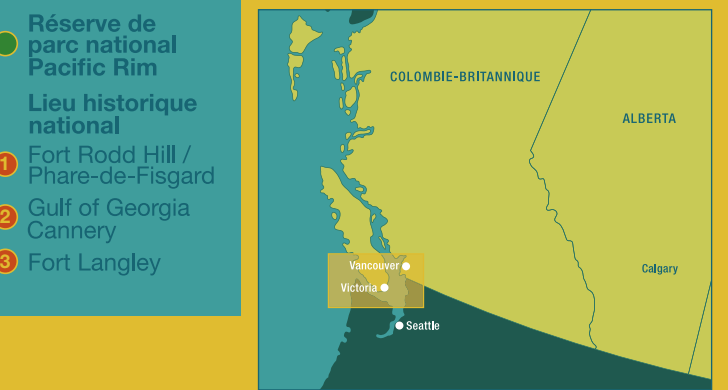 Réserve de
parc national
Pacific Rim
Lieu historique
national
1 Fort Rodd Hill /
Phare-de-Fisgard
2 Gulf of Georgia
Cannery
3 Fort Langley
COLOMBIE-BRITANNIQUE
ALBERTA
Vancouver
Calgary
Victoria
Seattle